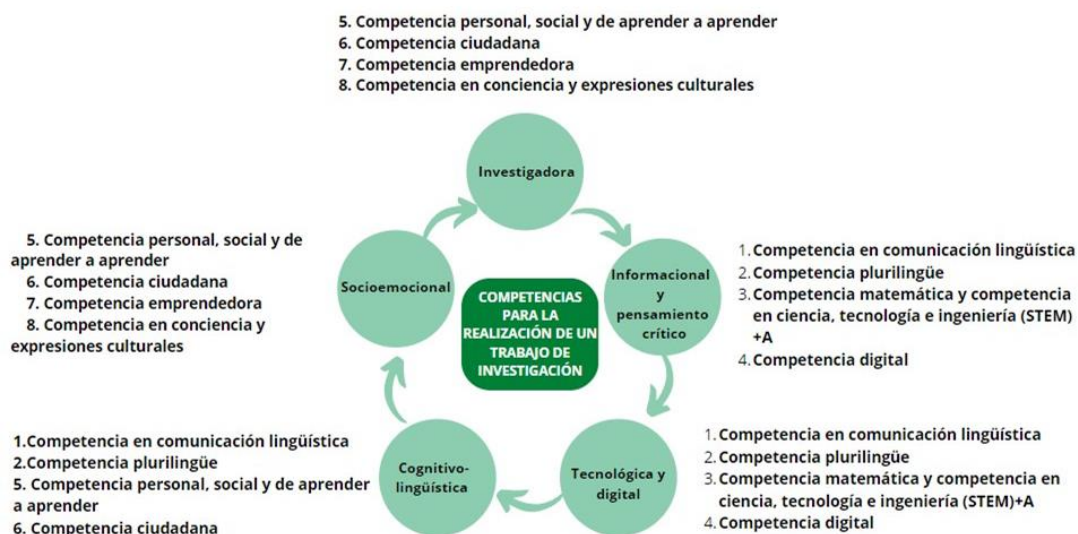 5. Competencia personal, social y de aprender a aprender
6. Competencia ciudadana
7. Competencia emprendedora
8. Competencia en conciencia y expresiones culturales
Investigadora
5. Competencia personal, social y de
aprender a aprender
6. Competencia ciudadana
7. Competencia emprendedora
8. Competencia en conciencia y
expresiones culturales
Socioemocional
COMPETENCIAS
PARA LA
REALIZACIÓN DE UN
TRABAJO DE
INVESTIGACIÓN
Informacional
y
pensamiento
crítico
1. Competencia en comunicación lingüística
2. Competencia plurilingüe
3. Competencia matemática y competencia
en ciencia, tecnología e ingeniería (STEM)
+A
4. Competencia digital
1.Competencia en comunicación lingüística
2.Competencia plurilingüe
5. Competencia personal, social y de aprender
a aprender
6. Competencia ciudadana
Cognitivo-
lingüística
Tecnológica y
digital
1. Competencia en comunicación lingüística
2. Competencia plurilingüe
3. Competencia matemática y competencia en
ciencia, tecnología e ingeniería (STEM)+A
4. Competencia digital